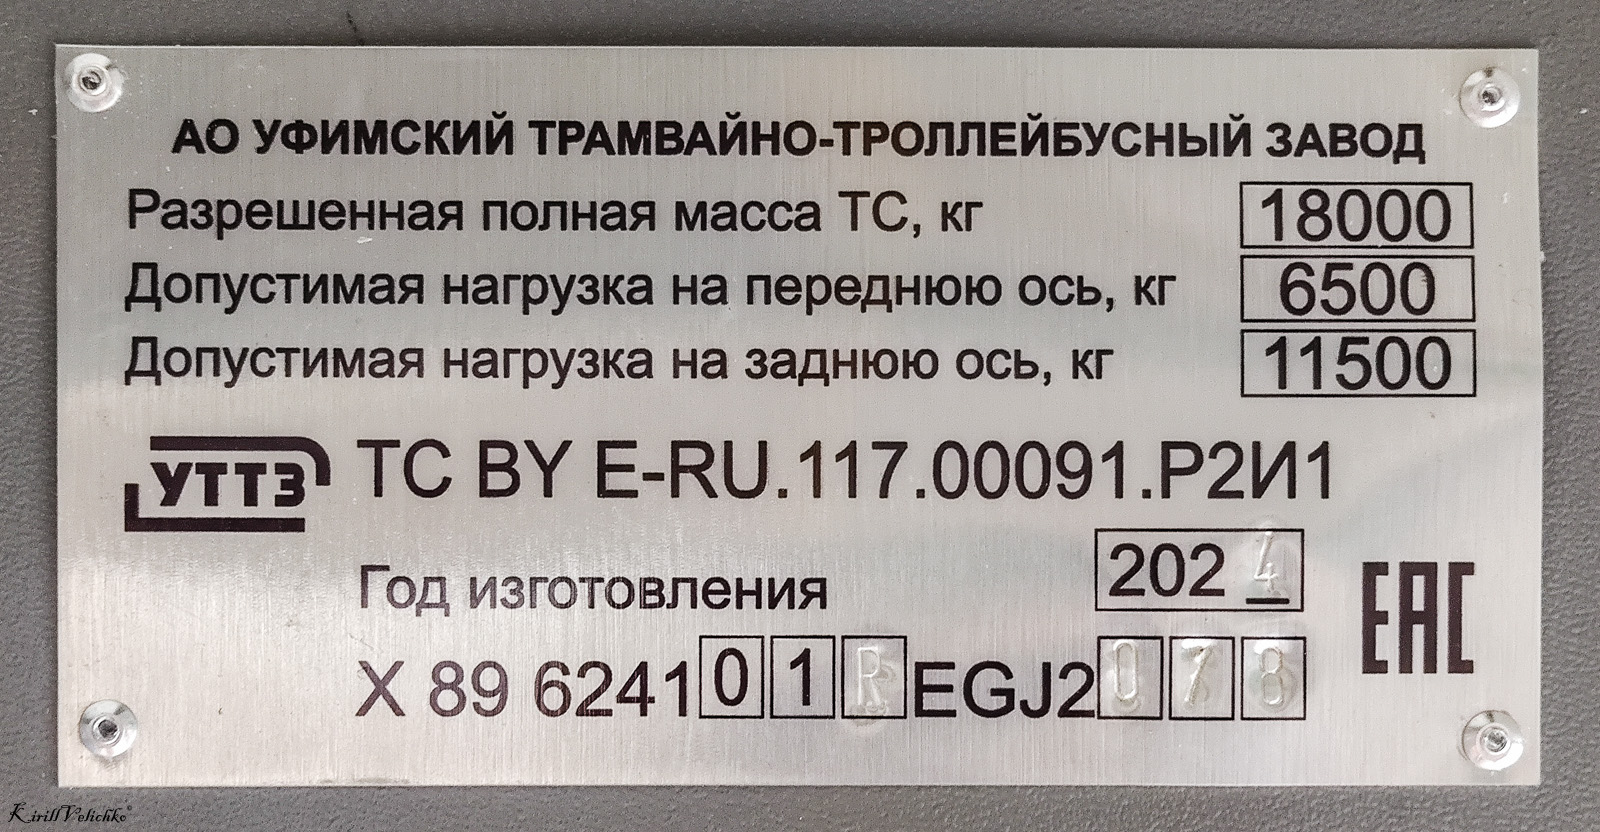 АО УФИМСКИЙ ТРАМВАЙНО-ТРОЛЛЕЙБУСНЫЙ ЗАВОД
Разрешенная полная масса ТС, кг 18000
Допустимая нагрузка на переднюю ось, кг 6500
Допустимая нагрузка на заднюю ось, кг 11500
УТТЗ ТС BY E-RU.117.00091.Р2И1
Год изготовления 2024
EAC
X 89 624101REGJ2078
KirillVelichko©